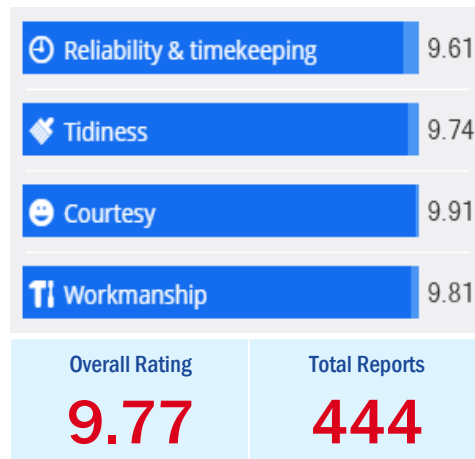 Reliability & timekeeping 9.61
Tidiness 9.74
Courtesy 9.91
Workmanship 9.81
Overall Rating Total Reports
9.77 444